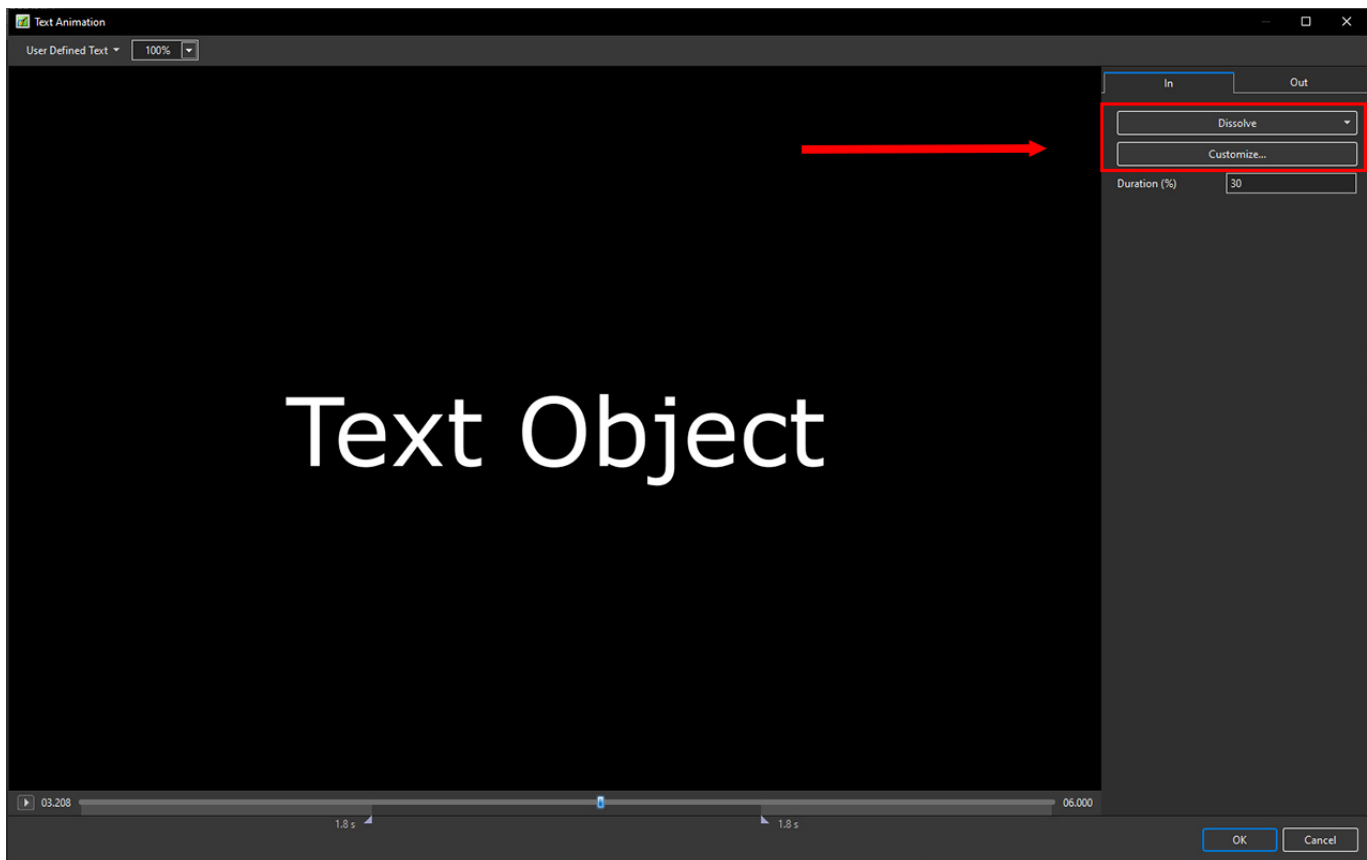 Text Animation
User Defined Text 100%
In Out
Dissolve
Customize...
Duration (%) 30
Text Object
03.208 06.000
1.8 s 1.8 s
OK Cancel